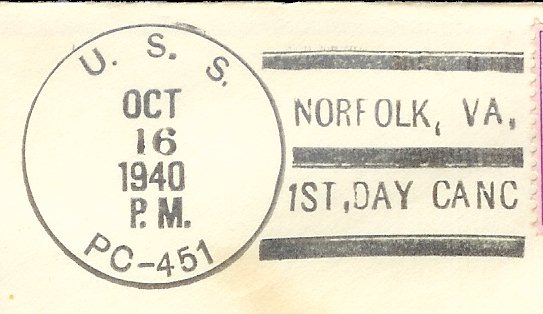 U. S. S.
OCT
16
1940
P.M.
PC-451
NORFOLK, VA,
1ST,DAY CANC